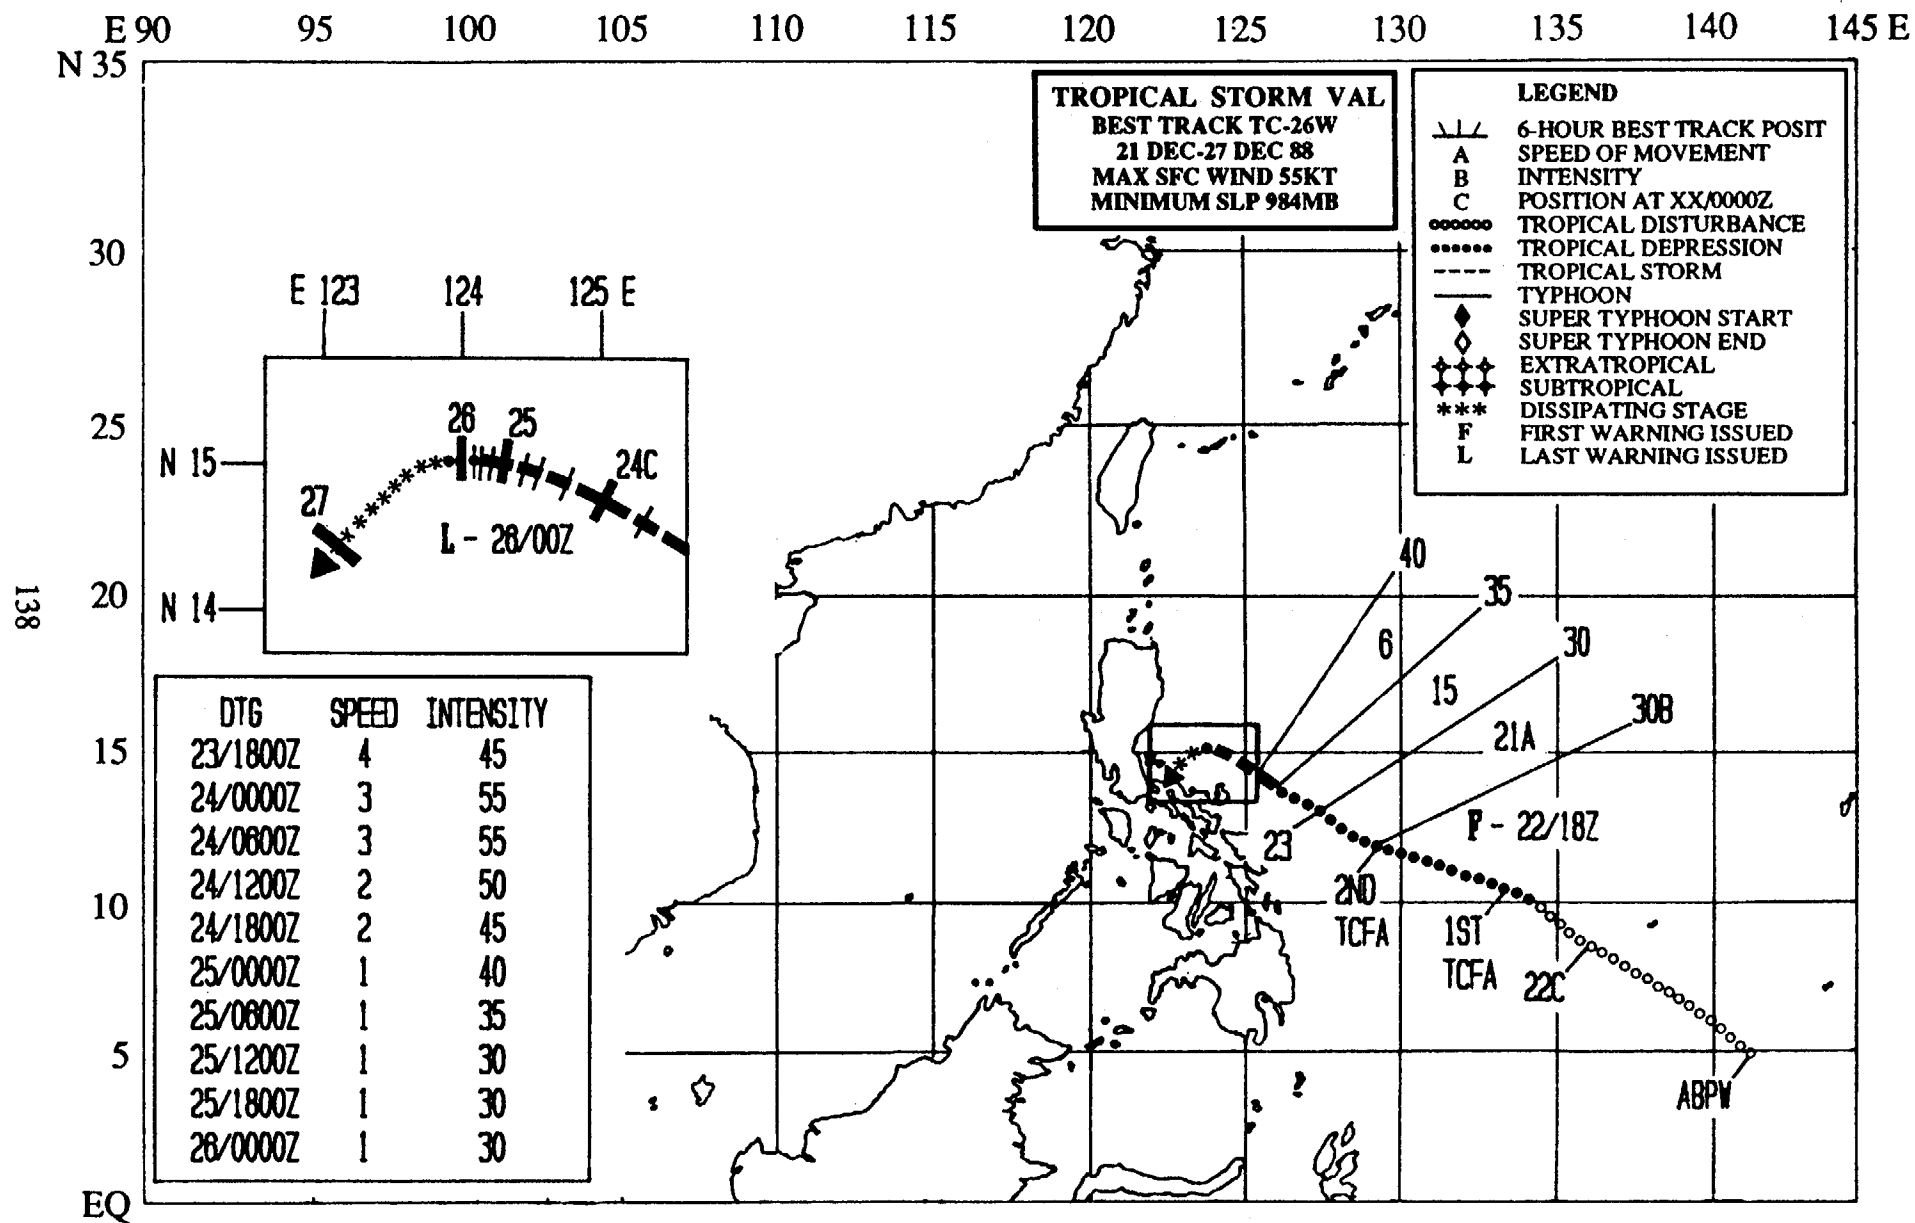 E 90 95 100 105 110 115 120 125 130 135 140 145 E
N 35
30
25
20
15
10
5
EQ
138
TROPICAL STORM VAL
BEST TRACK TC-26W
21 DEC-27 DEC 88
MAX SFC WIND 55KT
MINIMUM SLP 984MB
LEGEND
6-HOUR BEST TRACK POSIT
A SPEED OF MOVEMENT
B INTENSITY
C POSITION AT XX/0000Z
TROPICAL DISTURBANCE
TROPICAL DEPRESSION
TROPICAL STORM
TYPHOON
SUPER TYPHOON START
SUPER TYPHOON END
EXTRATROPICAL
SUBTROPICAL
*** DISSIPATING STAGE
F FIRST WARNING ISSUED
L LAST WARNING ISSUED
E 123 124 125 E
26 25
N 15
24C
27
L - 26/00Z
N 14
DTG SPEED INTENSITY
23/1800Z 4 45
24/0000Z 3 55
24/0600Z 3 55
24/1200Z 2 50
24/1800Z 2 45
25/0000Z 1 40
25/0600Z 1 35
25/1200Z 1 30
25/1800Z 1 30
26/0000Z 1 30
40
35
6
30
15
30B
21A
F - 22/18Z
23
2ND
TCFA
1ST
TCFA
22C
ABPW